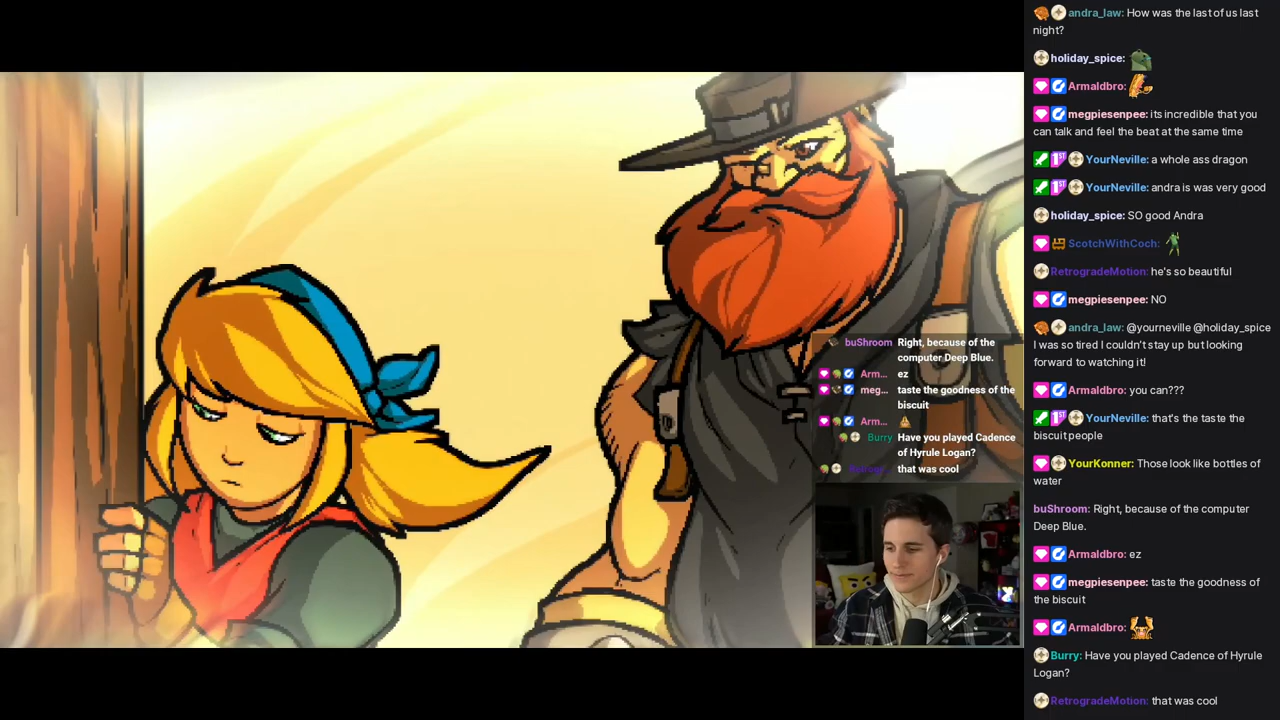 buShroom Right, because of the
computer Deep Blue.
Arm... ez
meg... taste the goodness of the
biscuit
Arm...
Burry Have you played Cadence
of Hyrule Logan?
that was cool
andra_law: How was the last of us last
night?
holiday_spice:
Armaldbro:
megpiesenpee: its incredible that you
can talk and feel the beat at the same time
YourNeville: a whole ass dragon
YourNeville: andra is was very good
holiday_spice: SO good Andra
ScotchWithCoch:
RetrogradeMotion: he's so beautiful
megpiesenpee: NO
andra_law: @yourneville @holiday_spice
I was so tired I couldn't stay up but looking
forward to watching it!
Armaldbro: you can???
YourNeville: that's the taste the
biscuit people
YourKonner: Those look like bottles of
water
buShroom: Right, because of the computer
Deep Blue.
Armaldbro: ez
megpiesenpee: taste the goodness of
the biscuit
Armaldbro:
Burry: Have you played Cadence of Hyrule
Logan?
RetrogradeMotion: that was cool